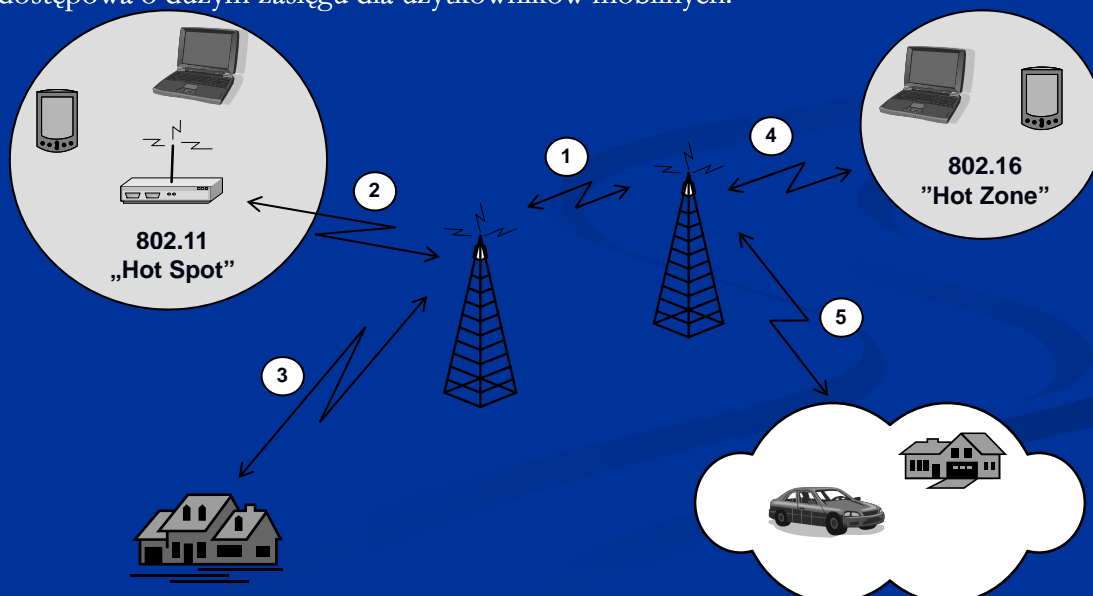 dostępowa o dużym zasięgu dla użytkowników mobilnych.
1
4
2
802.16
"Hot Zone”
802.11
„Hot Spot”
5
3